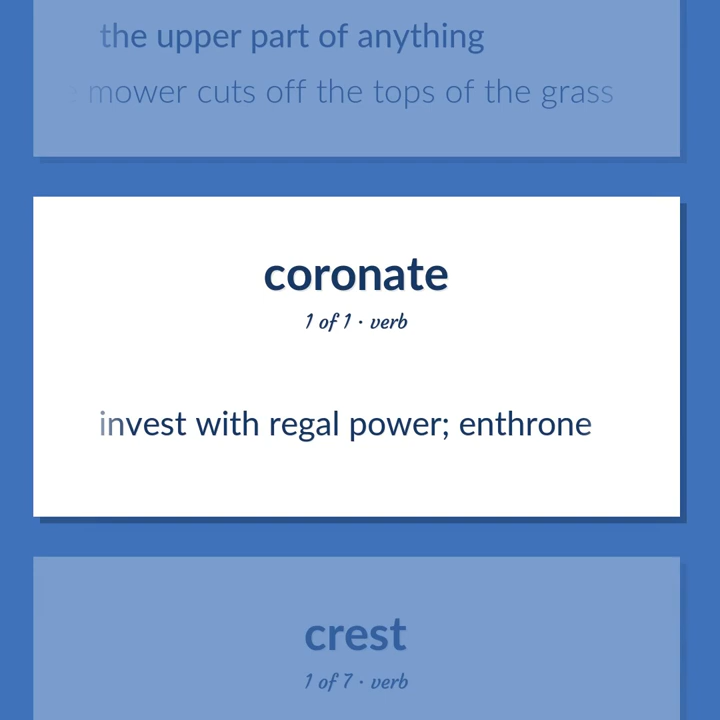 the upper part of anything
mower cuts off the tops of the grass
coronate
1 of 1 · verb
invest with regal power; enthrone
crest
1 of 7 · verb